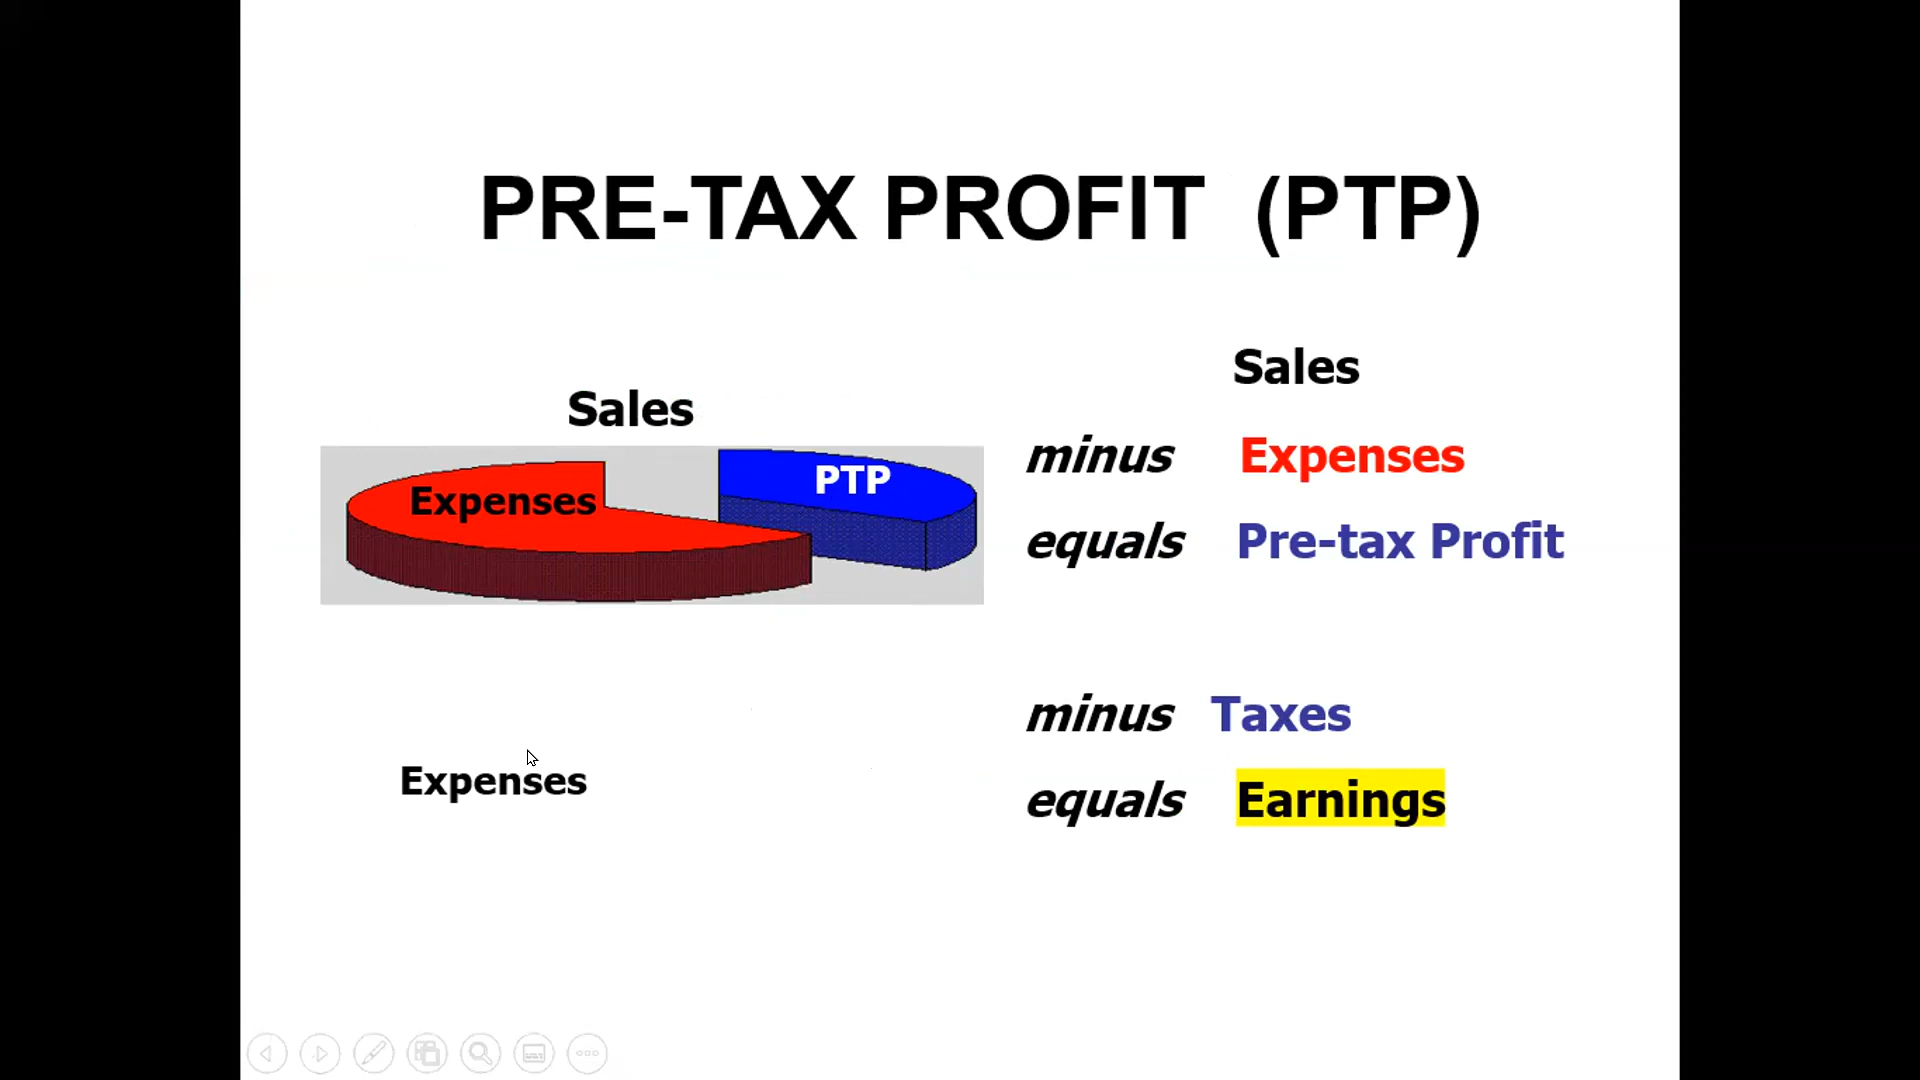 PRE-TAX PROFIT (PTP)
Sales
Expenses
PTP
Sales
minus Expenses
equals Pre-tax Profit
minus Taxes
equals Earnings
Expenses